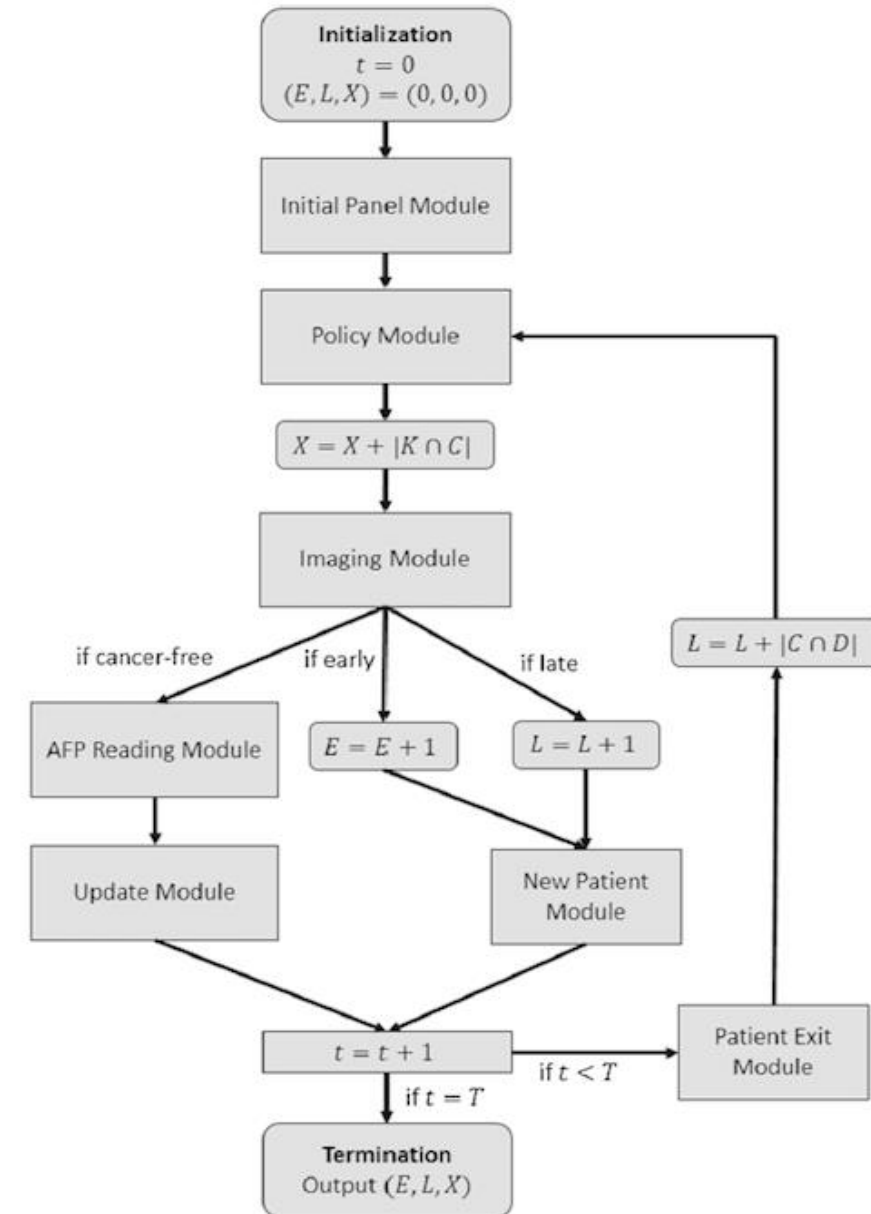 Initialization
t = 0
(E, L, X) = (0, 0, 0)
Initial Panel Module
Policy Module
X = X + |K ∩ C|
Imaging Module
if cancer-free
if early
if late
L = L + |C ∩ D|
AFP Reading Module
E = E + 1
L = L + 1
Update Module
New Patient
Module
t = t + 1
if t < T
Patient Exit
Module
if t = T
Termination
Output (E, L, X)